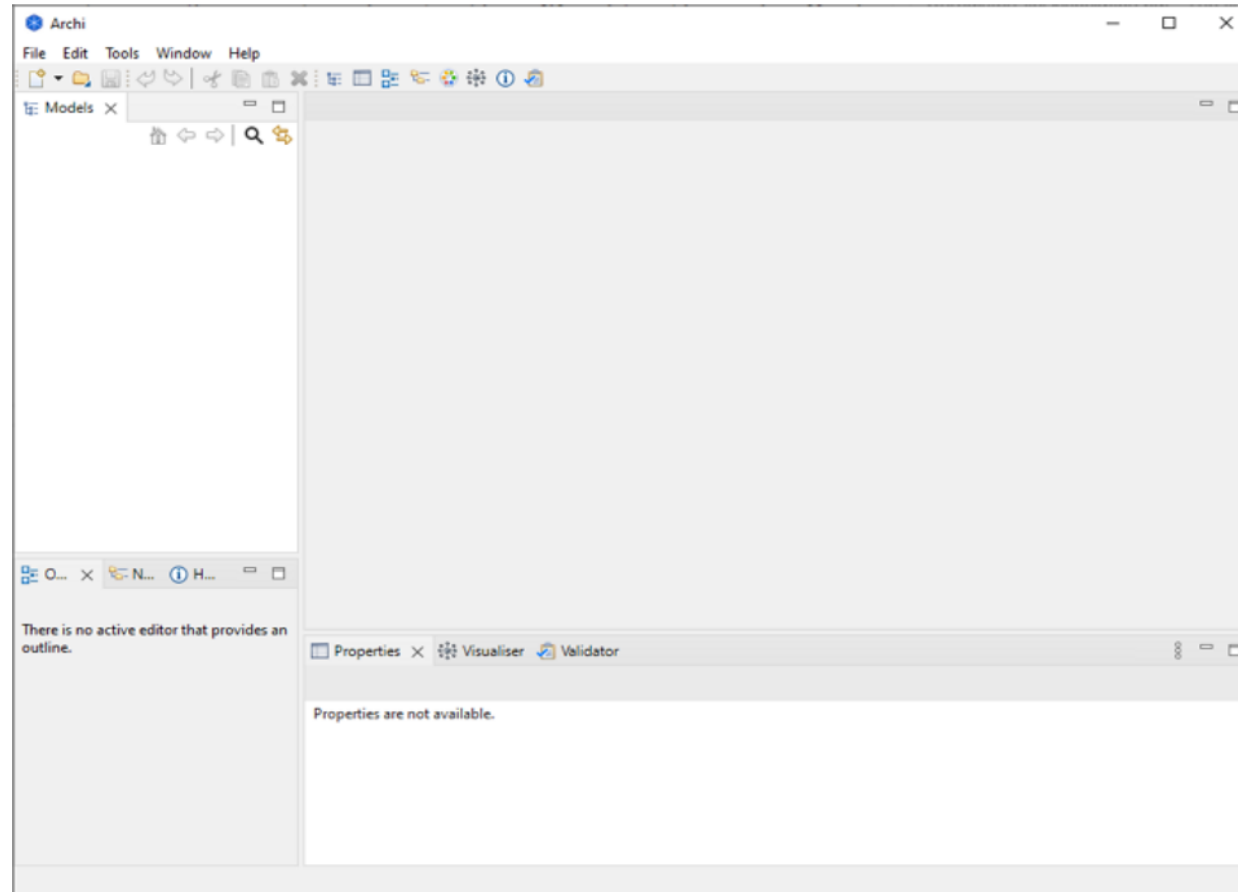 Archi
File Edit Tools Window Help
Models
O... N... H...
There is no active editor that provides an
outline.
Properties Visualiser Validator
Properties are not available.